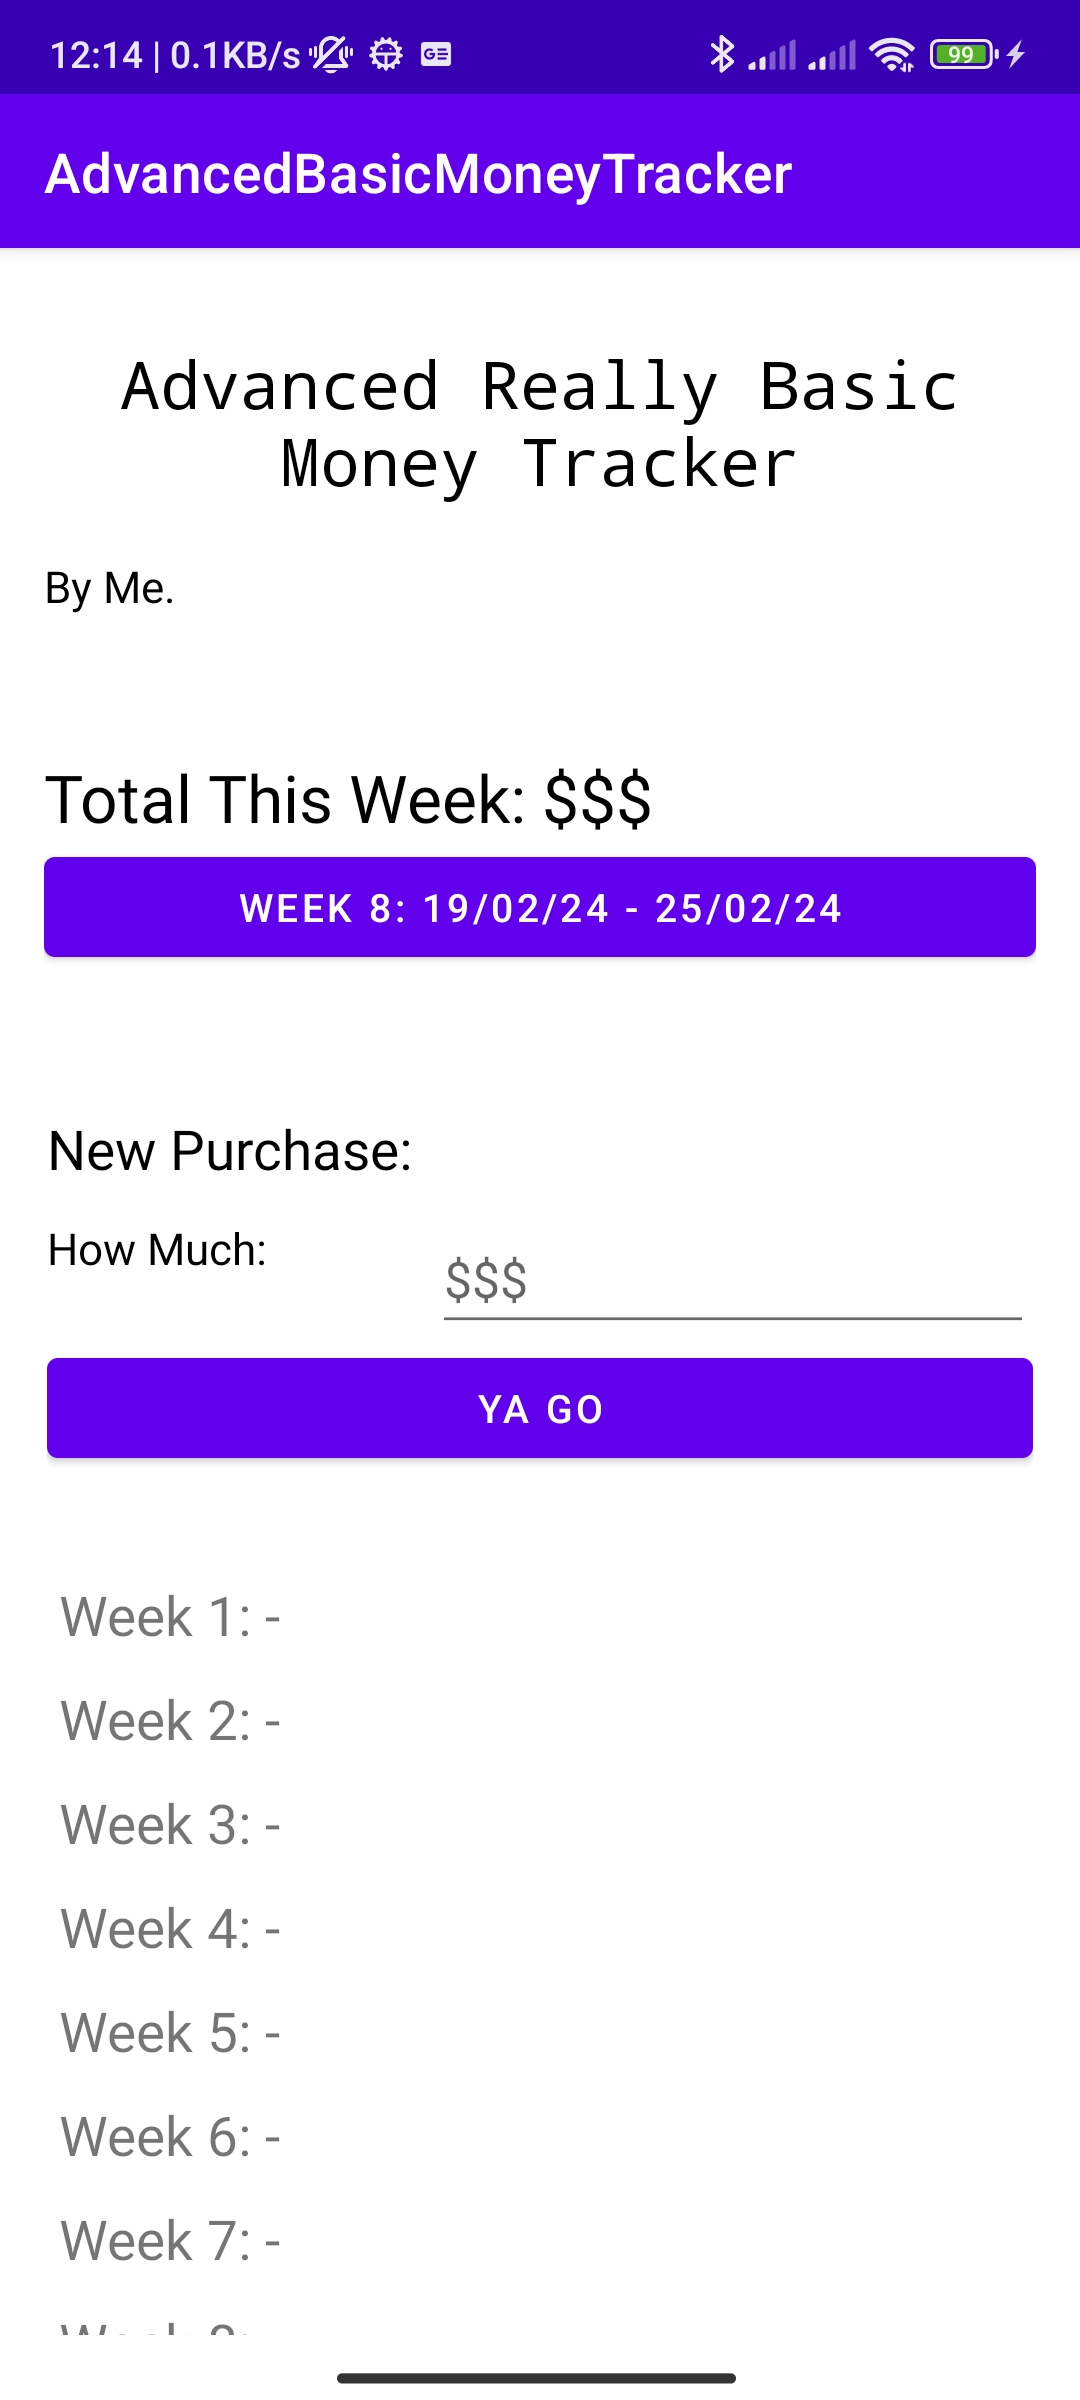 12:14 | 0.1KB/s
99
AdvancedBasicMoneyTracker
Advanced Really Basic
Money Tracker
By Me.
Total This Week: $$$
WEEK 8: 19/02/24 - 25/02/24
New Purchase:
How Much:
$$$
YA GO
Week 1: -
Week 2: -
Week 3: -
Week 4: -
Week 5: -
Week 6: -
Week 7: -